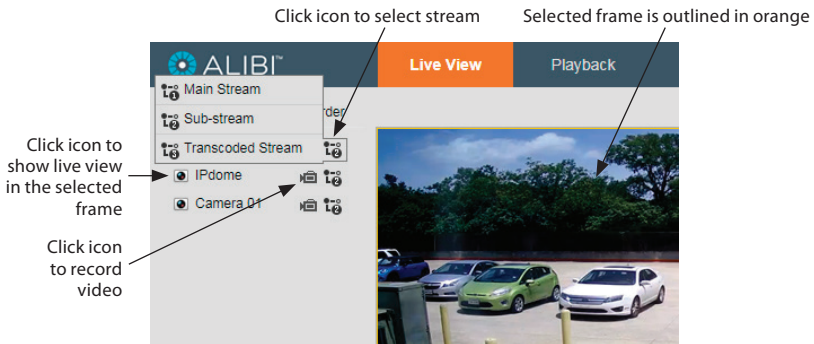 Click icon to select stream
Selected frame is outlined in orange
ALIBI™
Live View
Playback
Main Stream
Sub-stream
rder
Transcoded Stream
Click icon to
show live view
in the selected
frame
IPdome
Camera 01
Click icon
to record
video